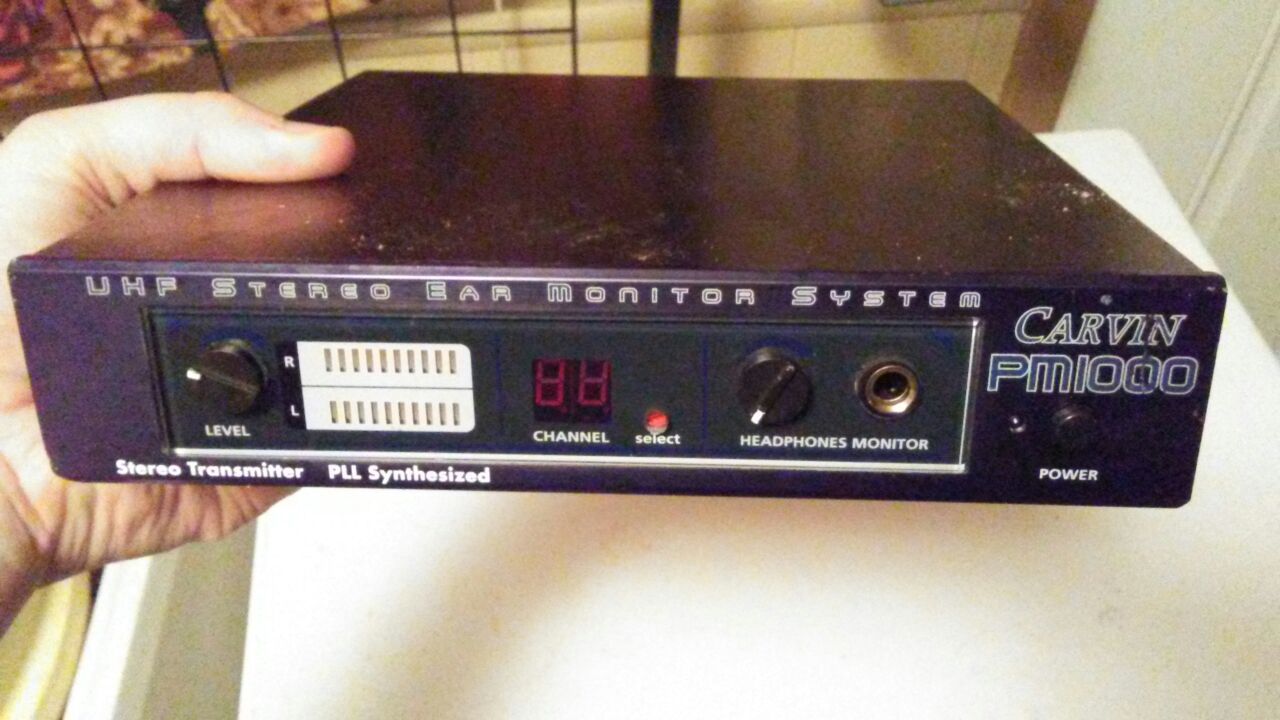 UHF STEREO EAR MONITOR SYSTEM
CARVIN
PM1000
R
L
LEVEL
CHANNEL
select
HEADPHONES MONITOR
POWER
Stereo Transmitter PLL Synthesized